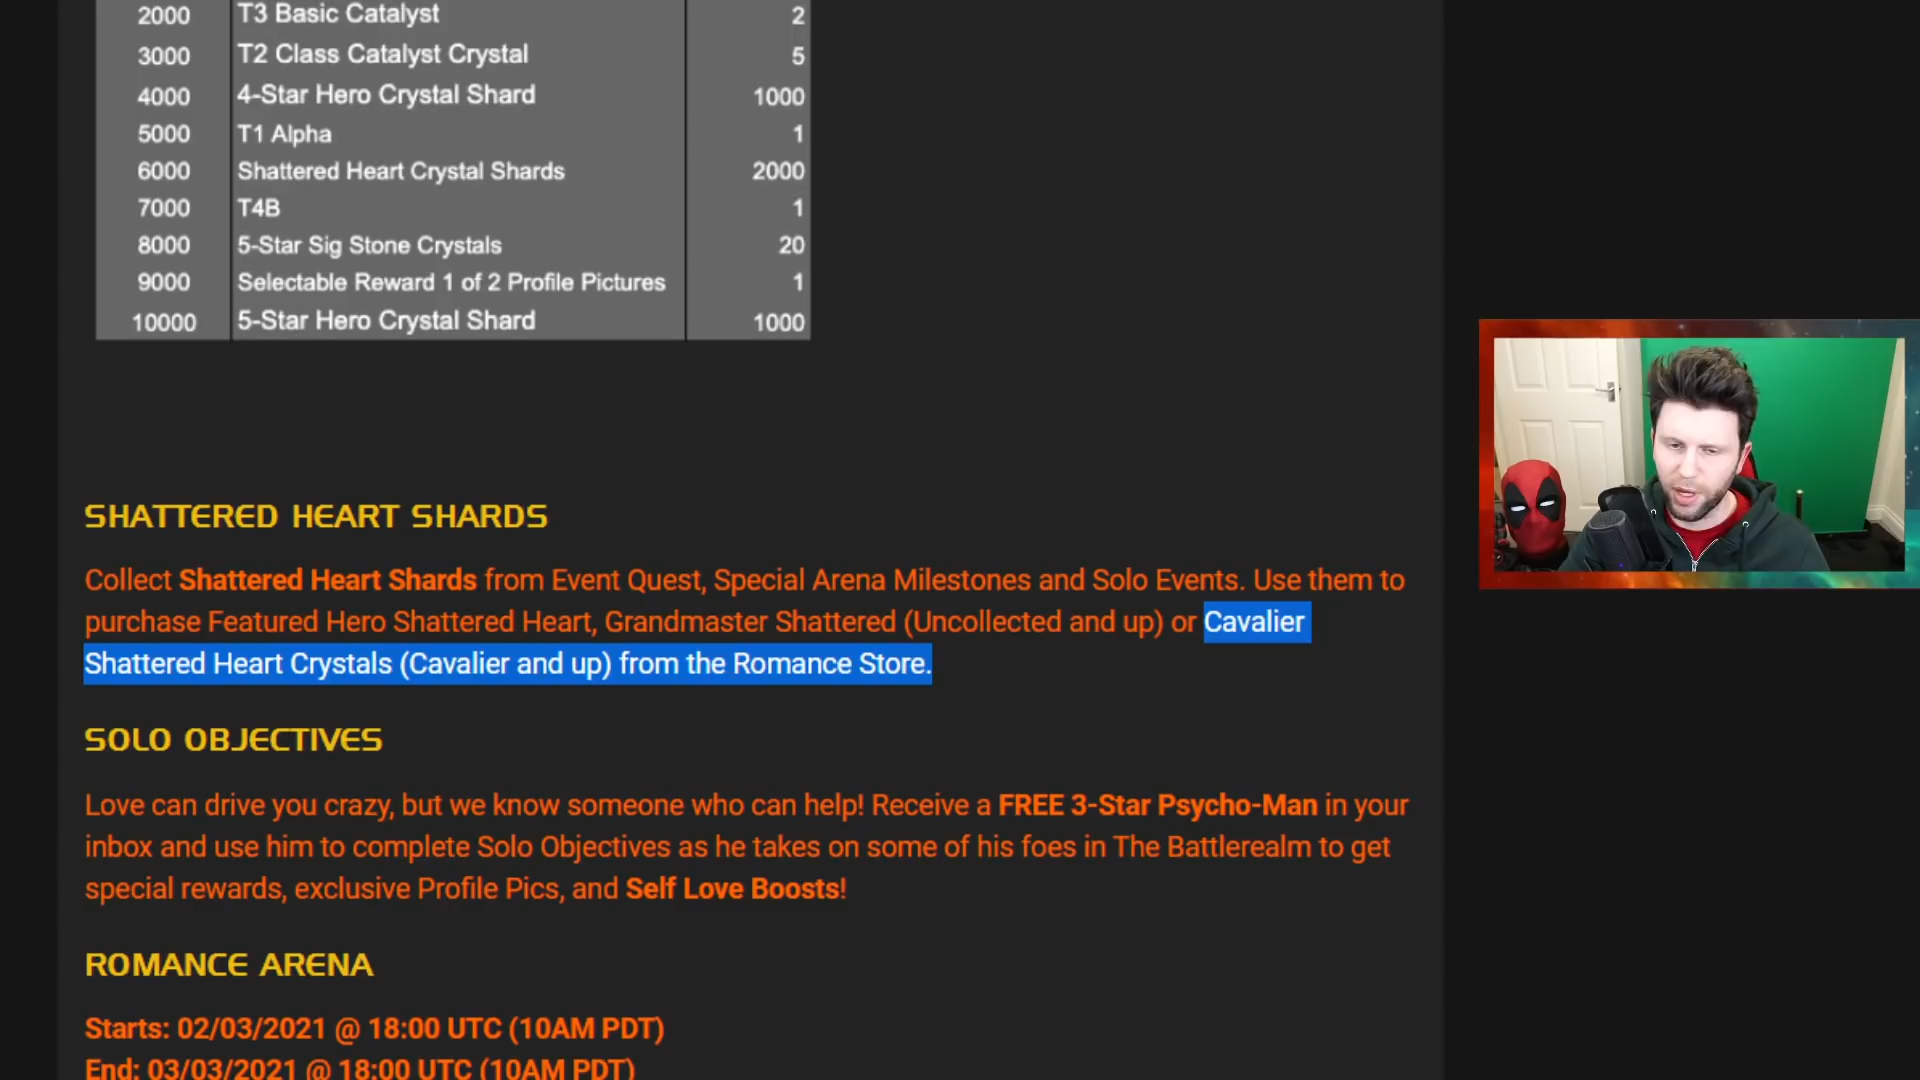 2000 T3 Basic Catalyst 2
3000 T2 Class Catalyst Crystal 5
4000 4-Star Hero Crystal Shard 1000
5000 T1 Alpha 1
6000 Shattered Heart Crystal Shards 2000
7000 T4B 1
8000 5-Star Sig Stone Crystals 20
9000 Selectable Reward 1 of 2 Profile Pictures 1
10000 5-Star Hero Crystal Shard 1000
SHATTERED HEART SHARDS
Collect Shattered Heart Shards from Event Quest, Special Arena Milestones and Solo Events. Use them to
purchase Featured Hero Shattered Heart, Grandmaster Shattered (Uncollected and up) or Cavalier
Shattered Heart Crystals (Cavalier and up) from the Romance Store.
SOLO OBJECTIVES
Love can drive you crazy, but we know someone who can help! Receive a FREE 3-Star Psycho-Man in your
inbox and use him to complete Solo Objectives as he takes on some of his foes in The Battlerealm to get
special rewards, exclusive Profile Pics, and Self Love Boosts!
ROMANCE ARENA
Starts: 02/03/2021 @ 18:00 UTC (10AM PDT)
End: 03/03/2021 @ 18:00 UTC (10AM PDT)